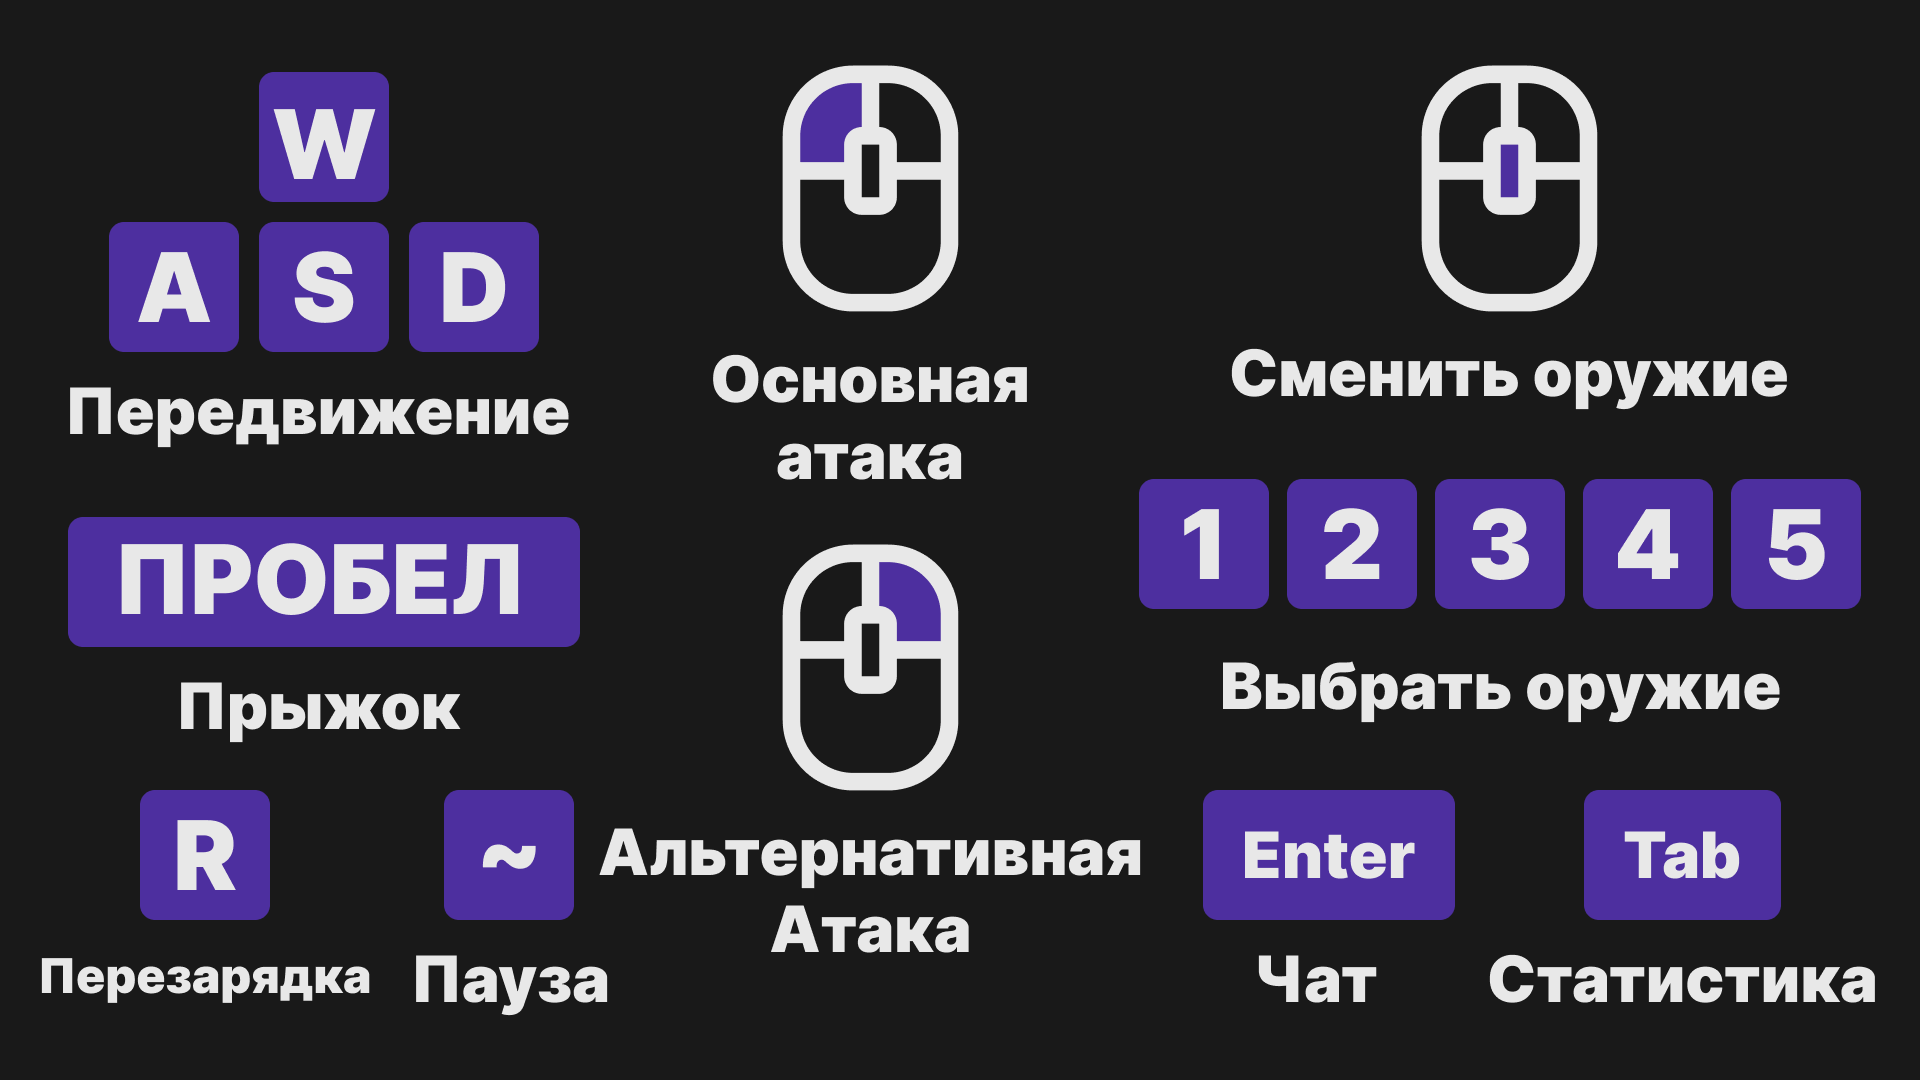 W
A S D
Передвижение
ПРОБЕЛ
Прыжок
R
Перезарядка
~
Пауза
Основная
атака
Альтернативная
Атака
Сменить оружие
1 2 3 4 5
Выбрать оружие
Enter
Чат
Tab
Статистика